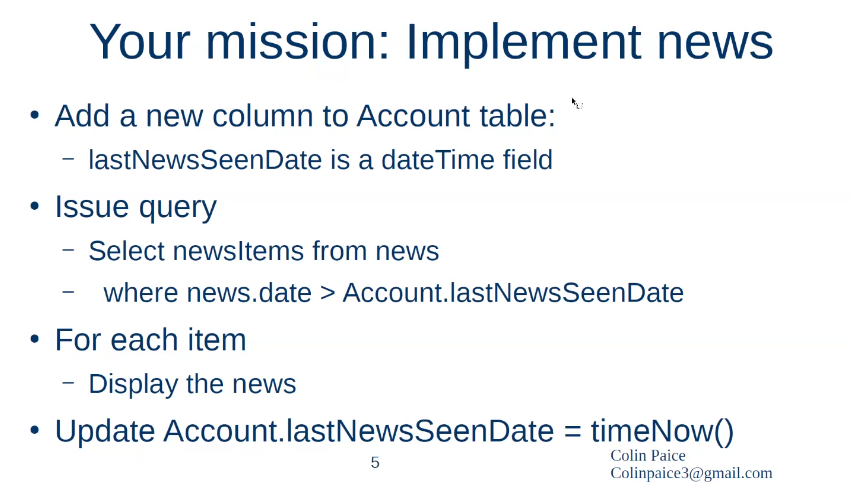 Your mission: Implement news
• Add a new column to Account table:
– lastNewsSeenDate is a dateTime field
• Issue query
– Select newsItems from news
– where news.date > Account.lastNewsSeenDate
• For each item
– Display the news
• Update Account.lastNewsSeenDate = timeNow()
5
Colin Paice
Colinpaice3@gmail.com